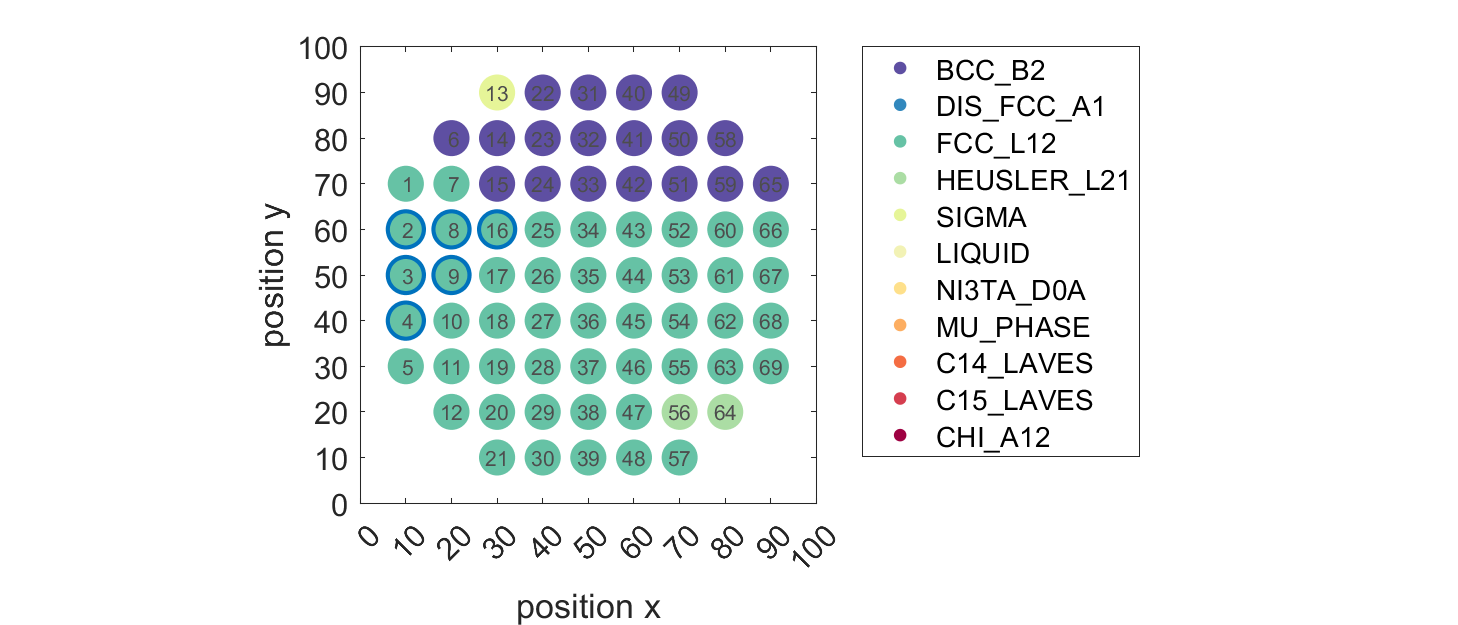 100
90
80
70
60
50
40
30
20
10
0
13 22 31 40 49
6 14 23 32 41 50 58
1 7 15 24 33 42 51 59 65
2 8 16 25 34 43 52 60 66
3 9 17 26 35 44 53 61 67
4 10 18 27 36 45 54 62 68
5 11 19 28 37 46 55 63 69
12 20 29 38 47 56 64
21 30 39 48 57
0 10 20 30 40 50 60 70 80 90 100
position x
position y
BCC_B2
DIS_FCC_A1
FCC_L12
HEUSLER_L21
SIGMA
LIQUID
NI3TA_D0A
MU_PHASE
C14_LAVES
C15_LAVES
CHI_A12